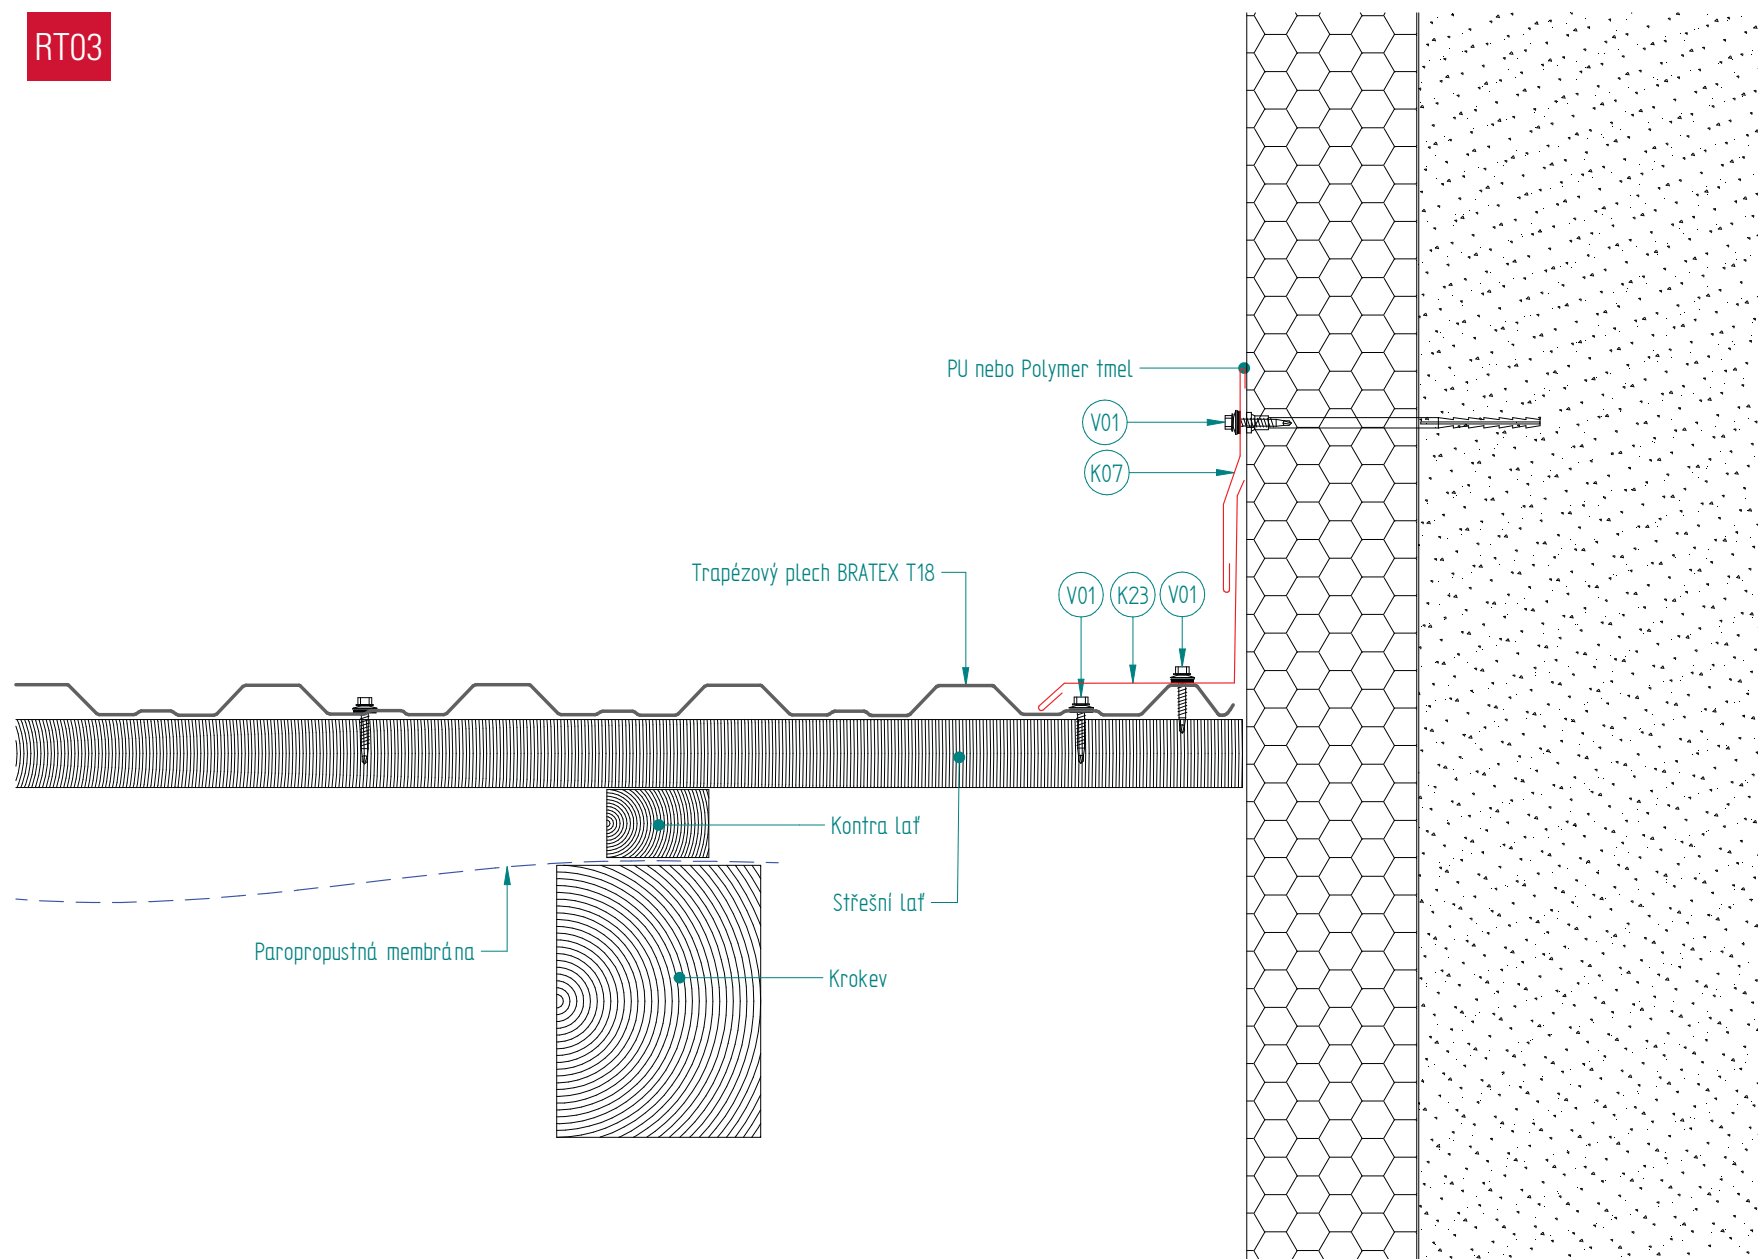 RT03
PU nebo Polymer tmel
V01
K07
Trapézový plech BRATEX T18
V01 K23 V01
Kontra lať
Střešní lať
Paropropustná membrána
Krokev